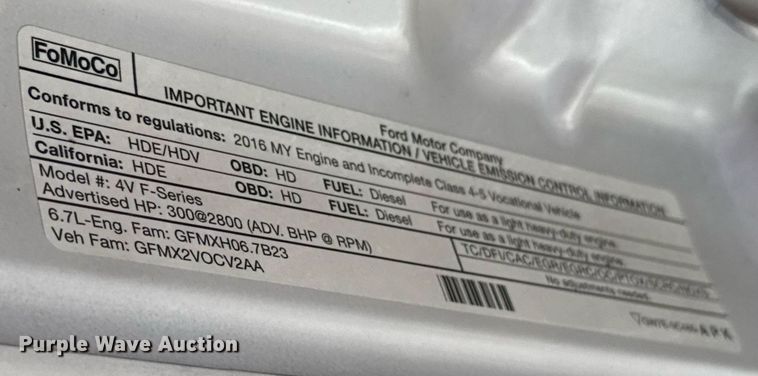 FoMoCo
Ford Motor Company
IMPORTANT ENGINE INFORMATION / VEHICLE EMISSION CONTROL INFORMATION
Conforms to regulations: 2016 MY Engine and Incomplete Class 4-5 Vocational Vehicle
U.S. EPA: HDE/HDV OBD: HD FUEL: Diesel For use as a light heavy-duty engine
California: HDE OBD: HD FUEL: Diesel For use as a light heavy-duty engine
Model #: 4V F-Series
Advertised HP: 300@2800 (ADV. BHP @ RPM)
6.7L-Eng. Fam: GFMXH06.7B23
Veh Fam: GFMX2VOCV2AA
No adjustments needed.
Purple Wave Auction